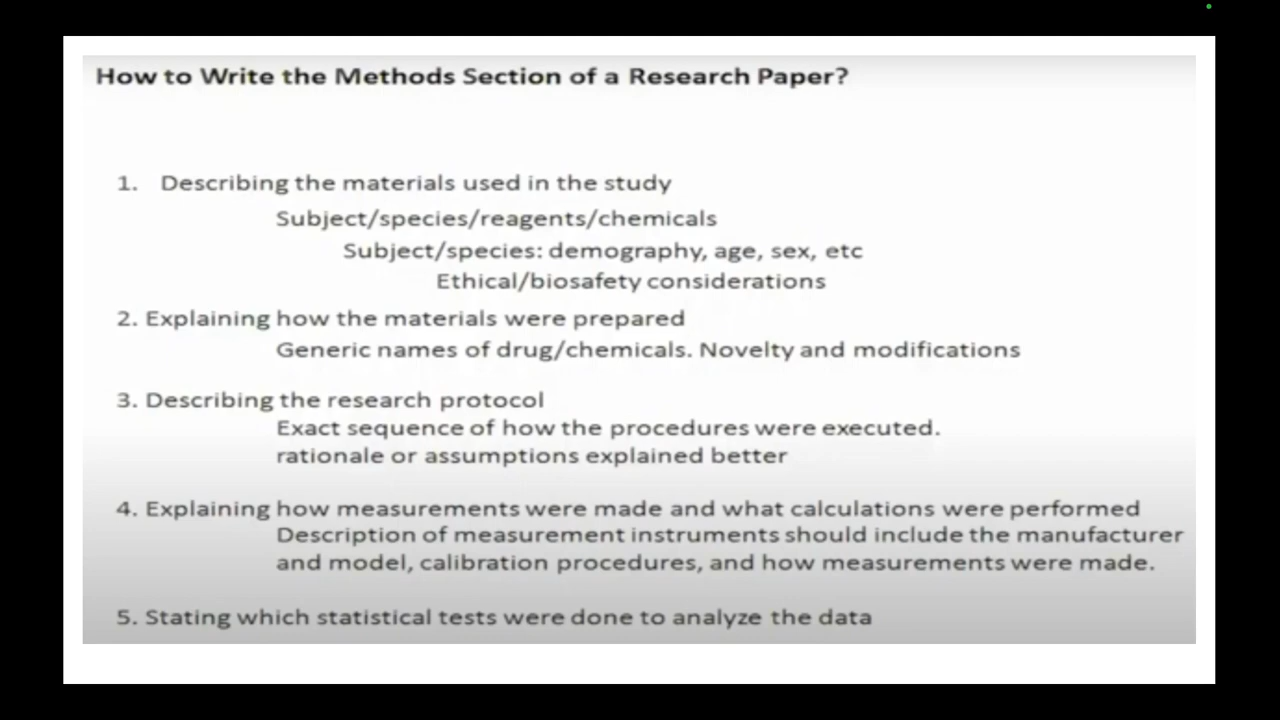 How to Write the Methods Section of a Research Paper?
1. Describing the materials used in the study
Subject/species/reagents/chemicals
Subject/species: demography, age, sex, etc
Ethical/biosafety considerations
2. Explaining how the materials were prepared
Generic names of drug/chemicals. Novelty and modifications
3. Describing the research protocol
Exact sequence of how the procedures were executed.
rationale or assumptions explained better
4. Explaining how measurements were made and what calculations were performed
Description of measurement instruments should include the manufacturer
and model, calibration procedures, and how measurements were made.
5. Stating which statistical tests were done to analyze the data